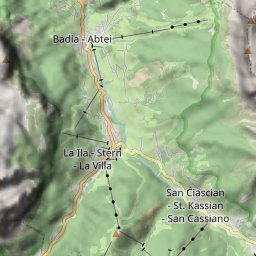 Badia - Abtei
La Ila - Stern
- La Villa
San Ciascian
- St. Kassian
- San Cassiano